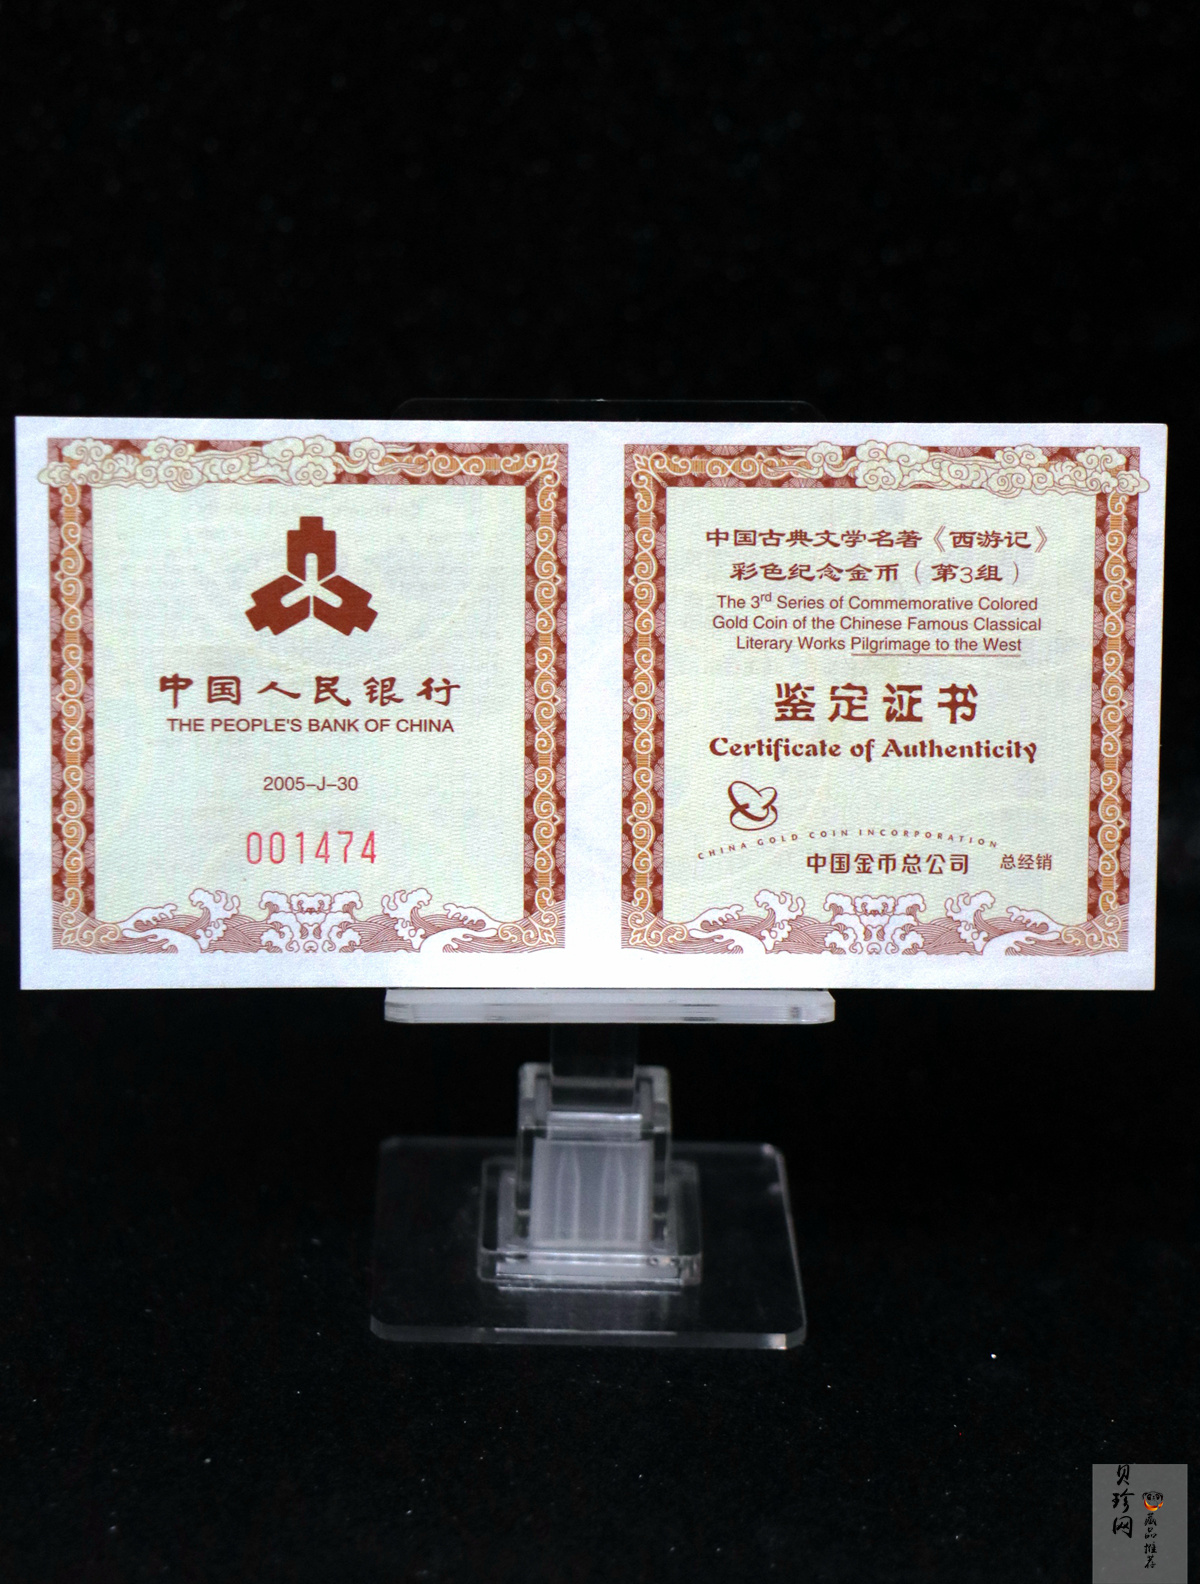 中国人民银行
THE PEOPLE'S BANK OF CHINA
2005–J–30
001474
中国古典文学名著《西游记》
彩色纪念金币（第3组）
The 3rd Series of Commemorative Colored
Gold Coin of the Chinese Famous Classical
Literary Works Pilgrimage to the West
鉴定证书
Certificate of Authenticity
CHINA GOLD COIN INCORPORATION
中国金币总公司 总经销
贝珍网
藏品推荐